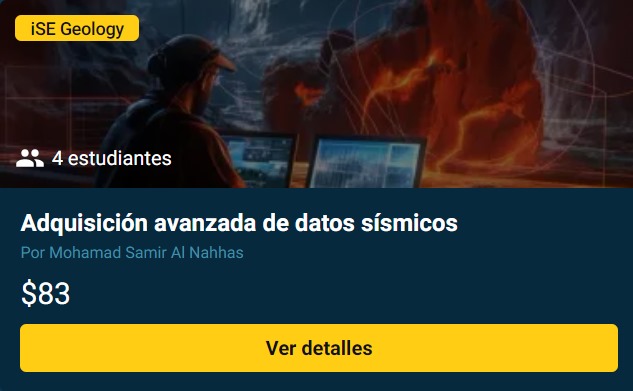 iSE Geology
4 estudiantes
Adquisición avanzada de datos sísmicos
Por Mohamad Samir Al Nahhas
$83
Ver detalles